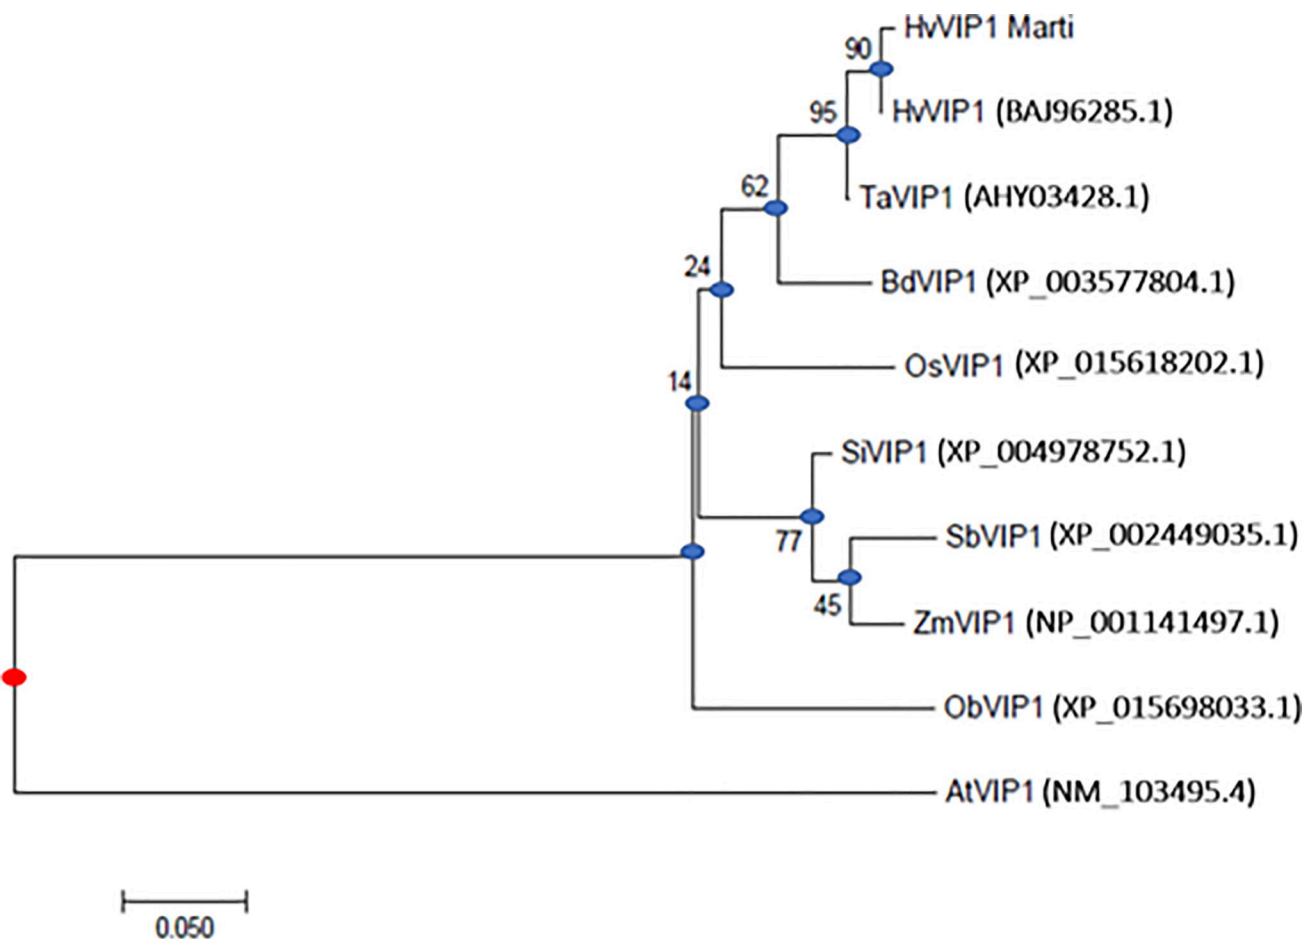 HvVIP1 Marti
90
HvVIP1 (BAJ96285.1)
95
TaVIP1 (AHY03428.1)
62
BdVIP1 (XP_003577804.1)
24
OsVIP1 (XP_015618202.1)
14
SiVIP1 (XP_004978752.1)
SbVIP1 (XP_002449035.1)
77
45
ZmVIP1 (NP_001141497.1)
ObVIP1 (XP_015698033.1)
AtVIP1 (NM_103495.4)
0.050